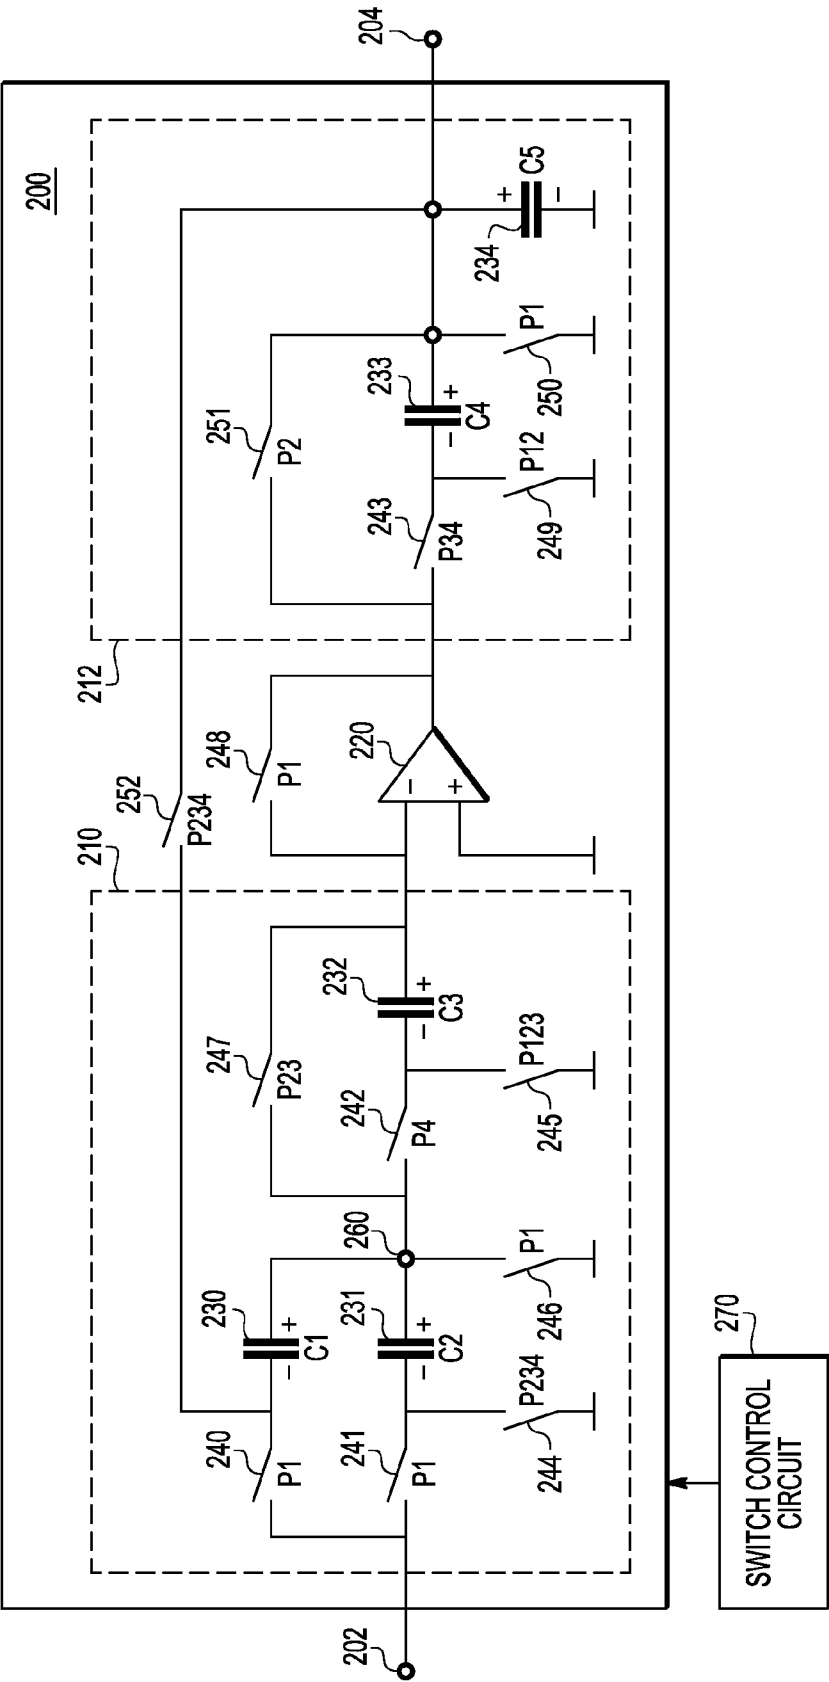 200
204
234
C5
+
−
251
P2
233
−
+
C4
243
P34
P12
249
P1
250
212
252
P234
248
P1
220
−
+
210
247
P23
232
−
+
C3
242
P4
P123
245
260
230
−
+
C1
231
−
+
C2
240
P1
241
P1
P234
244
P1
246
202
270
SWITCH CONTROL
CIRCUIT